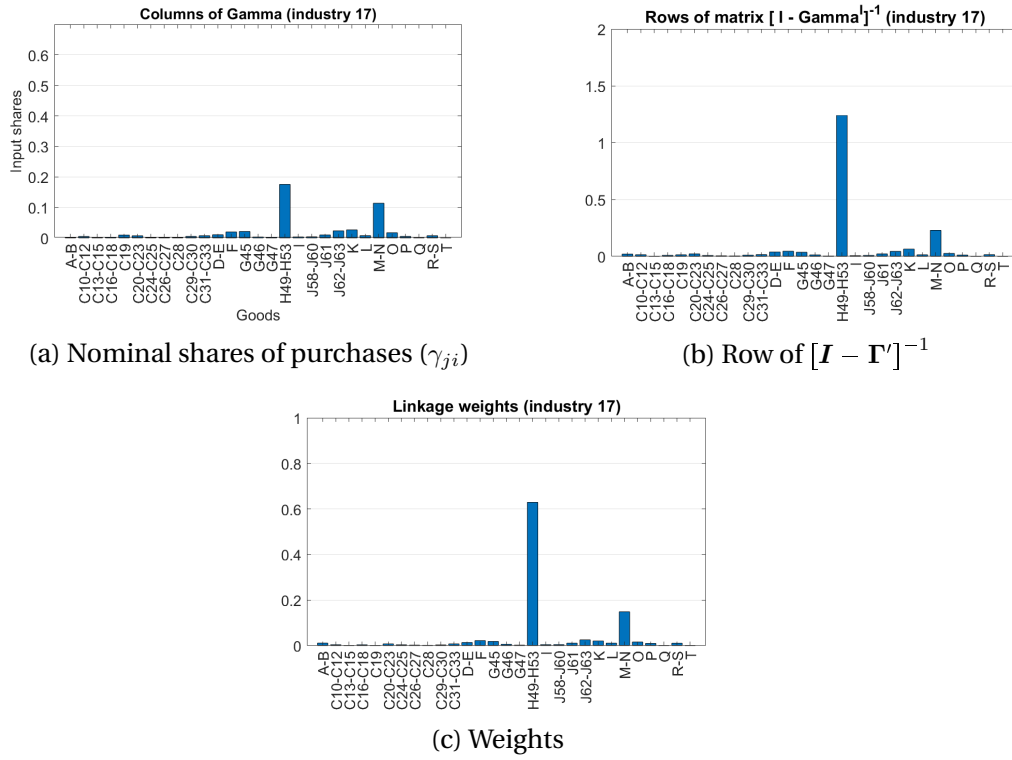 Columns of Gamma (industry 17)
Input shares
0.6
0.5
0.4
0.3
0.2
0.1
0
A-B
C10-C12
C13-C15
C16-C18
C19
C20-C23
C24-C25
C26-C27
C28
C29-C30
C31-C33
D-E
F
G45
G46
G47
H49-H53
I
J58-J60
J61
J62-J63
K
L
M-N
O
P
Q
R-S
T
Goods
(a) Nominal shares of purchases (γji)
Rows of matrix [ I - Gamma^I]^-1 (industry 17)
2
1.5
1
0.5
0
A-B
C10-C12
C13-C15
C16-C18
C19
C20-C23
C24-C25
C26-C27
C28
C29-C30
C31-C33
D-E
F
G45
G46
G47
H49-H53
I
J58-J60
J61
J62-J63
K
L
M-N
O
P
Q
R-S
T
(b) Row of [I − Γ′]^−1
Linkage weights (industry 17)
1
0.8
0.6
0.4
0.2
0
A-B
C10-C12
C13-C15
C16-C18
C19
C20-C23
C24-C25
C26-C27
C28
C29-C30
C31-C33
D-E
F
G45
G46
G47
H49-H53
I
J58-J60
J61
J62-J63
K
L
M-N
O
P
Q
R-S
T
(c) Weights